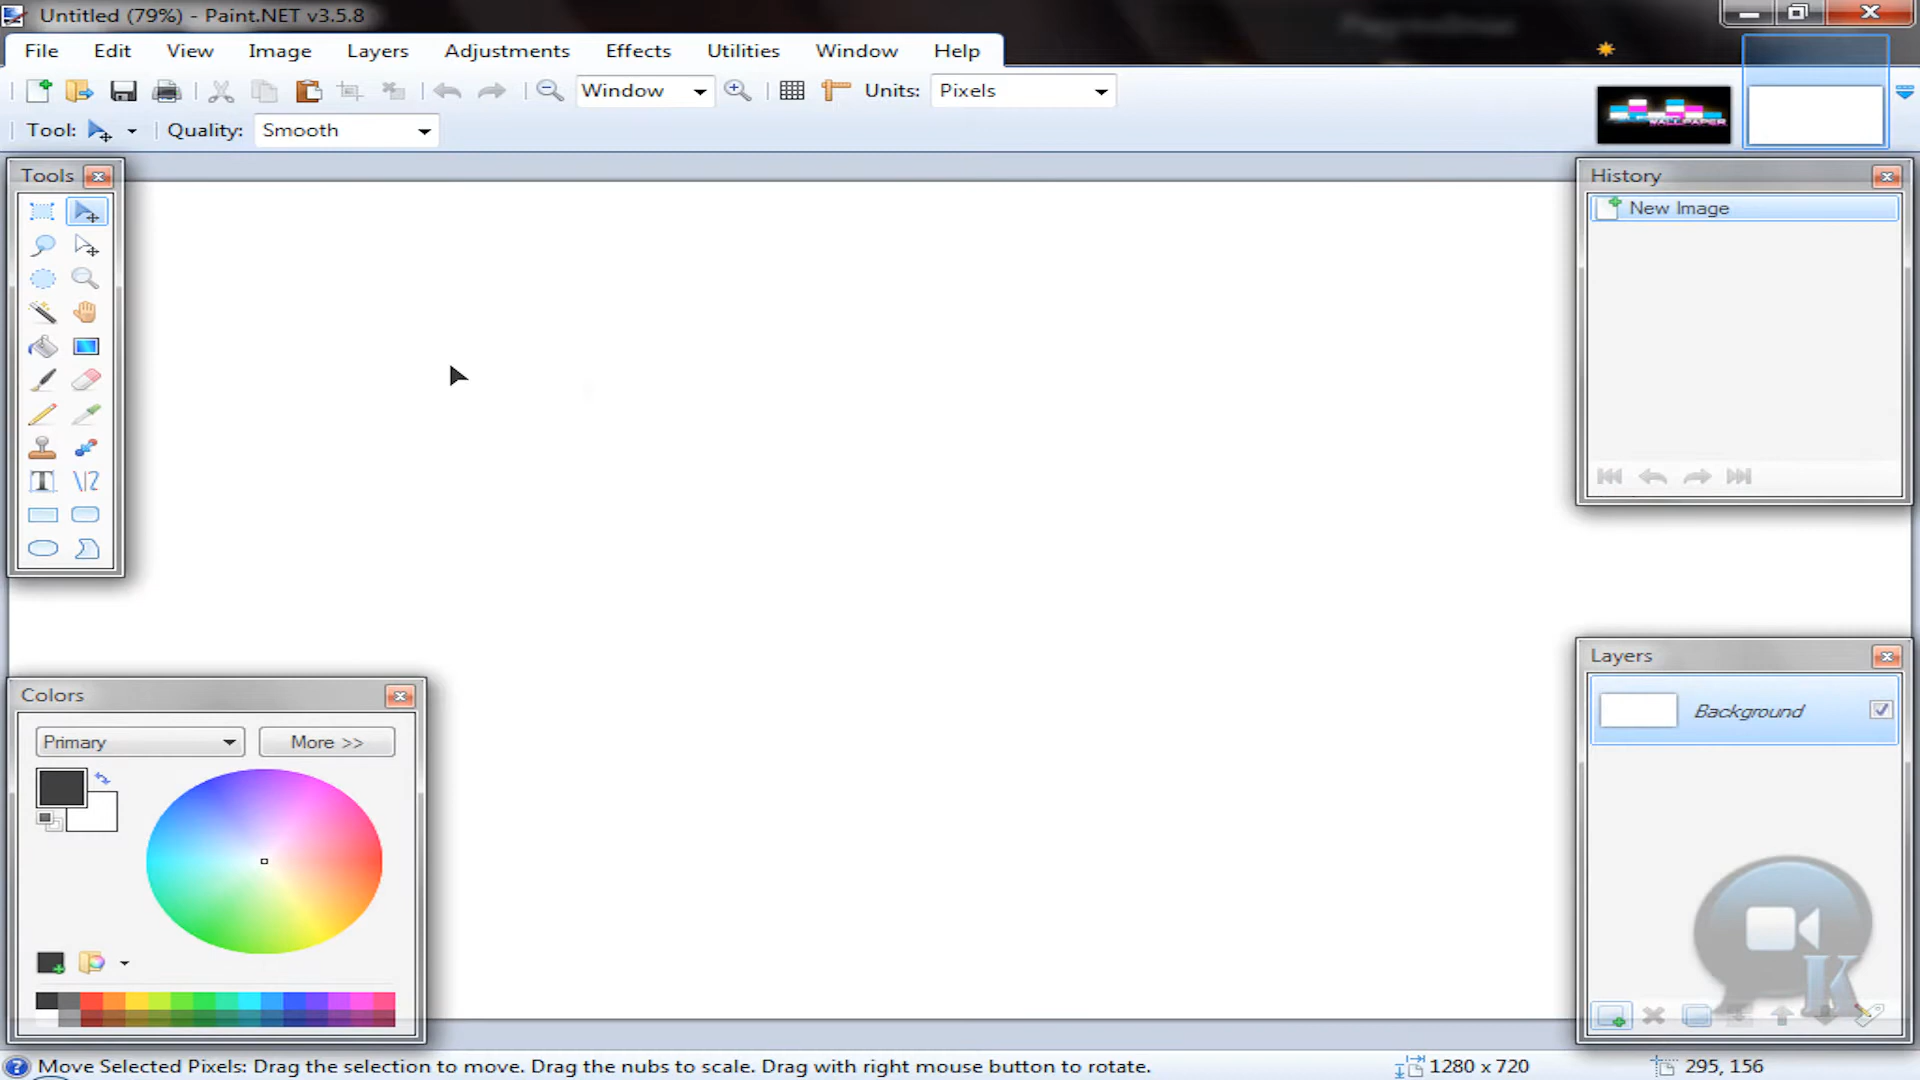 Untitled (79%) - Paint.NET v3.5.8
File Edit View Image Layers Adjustments Effects Utilities Window Help
Window Units: Pixels
Tool: Quality: Smooth
WALLPAPER
Tools
History
New Image
Layers
Background
Colors
Primary More >>
K
Move Selected Pixels: Drag the selection to move. Drag the nubs to scale. Drag with right mouse button to rotate. 1280 x 720 295, 156